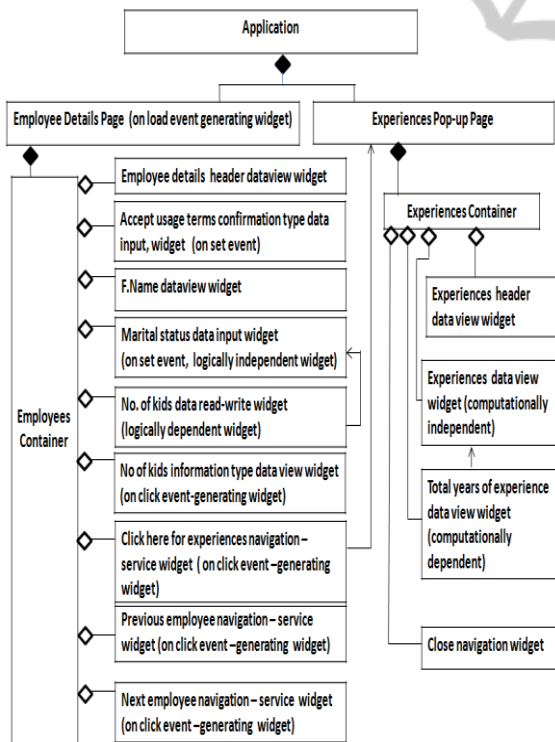 Application
Employee Details Page (on load event generating widget)
Experiences Pop-up Page
Employees
Container
Employee details header dataview widget
Accept usage terms confirmation type data
input, widget (on set event)
F.Name dataview widget
Marital status data input widget
(on set event, logically independent widget)
No. of kids data read-write widget
(logically dependent widget)
No of kids information type data view widget
(on click event-generating widget)
Click here for experiences navigation –
service widget ( on click event –generating
widget)
Previous employee navigation – service
widget (on click event –generating widget)
Next employee navigation – service widget
(on click event –generating widget)
Experiences Container
Experiences header
data view widget
Experiences data view
widget (computationally
independent)
Total years of experience
data view widget
(computationally
dependent)
Close navigation widget